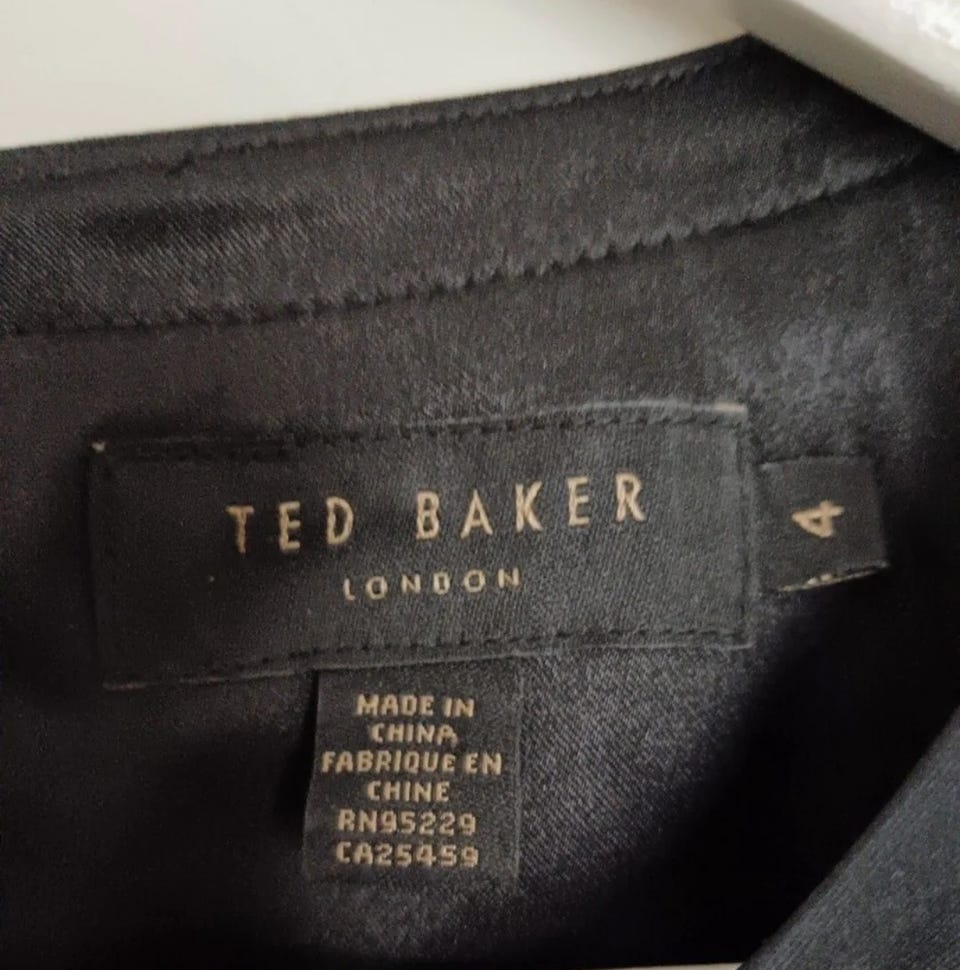 TED BAKER
LONDON
4
MADE IN
CHINA
FABRIQUE EN
CHINE
RN95229
CA25459